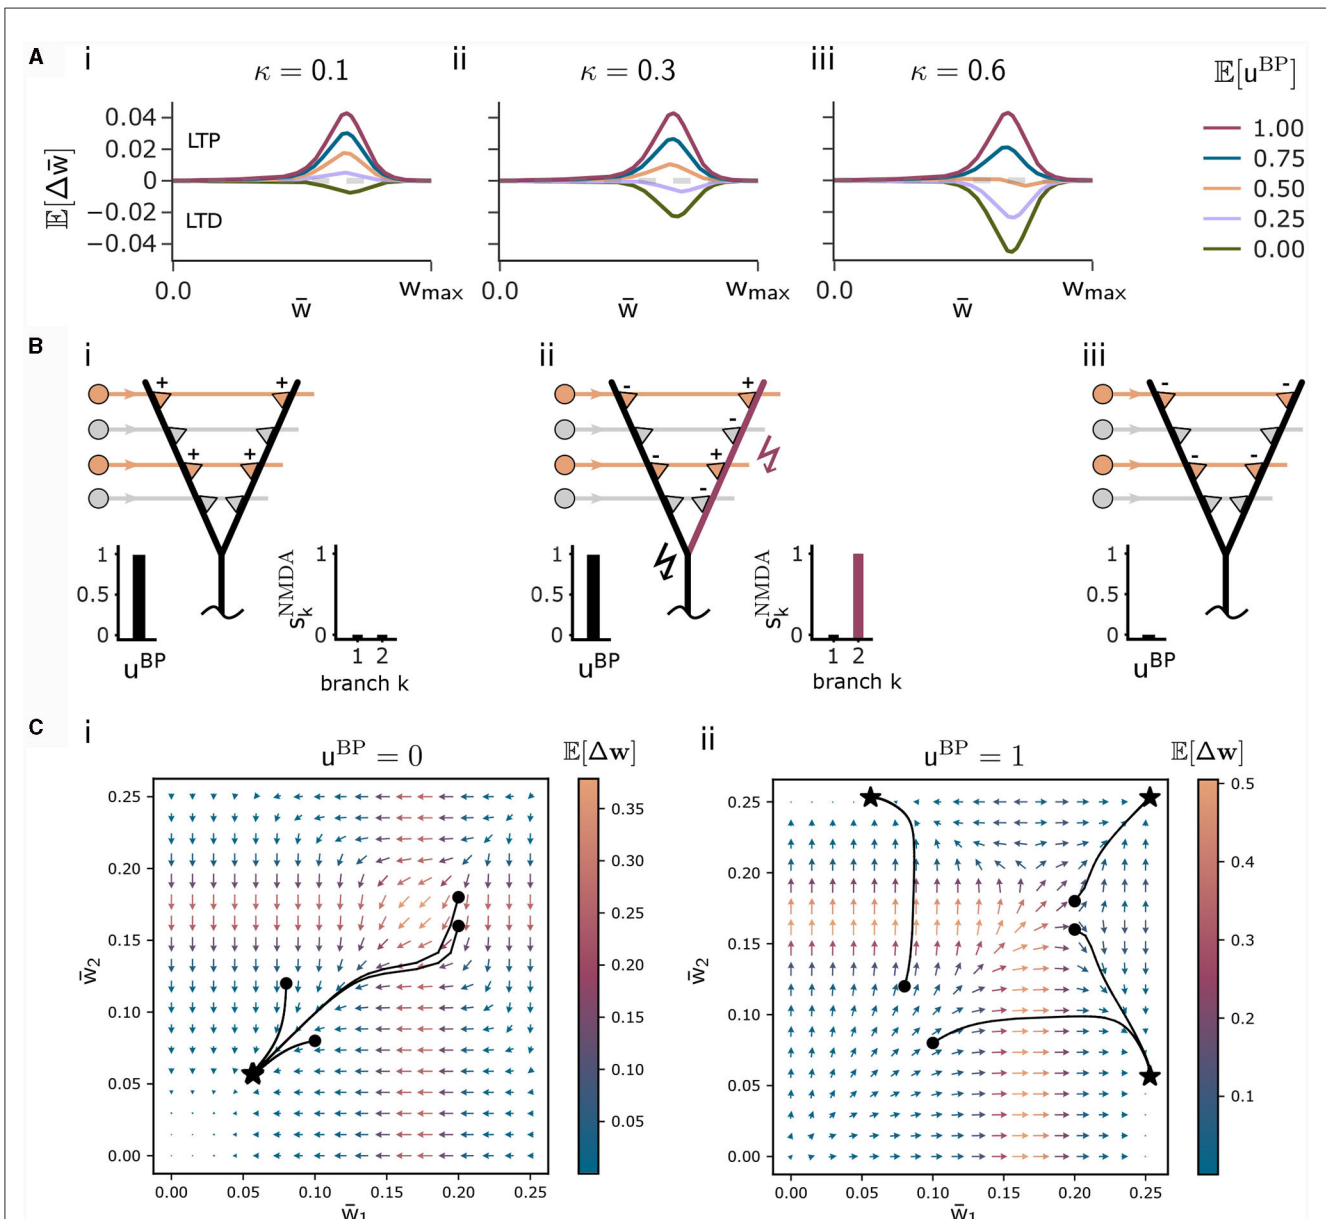 A
i
κ = 0.1
ii
κ = 0.3
iii
κ = 0.6
𝔼[u^BP]
𝔼[Δw̄]
0.04
0.02
0
−0.02
−0.04
LTP
LTD
0.0
w̄
w_max
0.0
w̄
w_max
0.0
w̄
w_max
1.00
0.75
0.50
0.25
0.00
B
i
+ +
+ +
1
0.5
0
u^BP
s_k^NMDA
1
0
1 2
branch k
ii
- +
-
- +
-
1
0.5
0
u^BP
s_k^NMDA
1
0
1 2
branch k
iii
- -
- -
1
0.5
0
u^BP
C
i
u^BP = 0
𝔼[Δw]
w̄_2
0.25
0.20
0.15
0.10
0.05
0.00
0.00 0.05 0.10 0.15 0.20 0.25
w̄_1
0.35
0.30
0.25
0.20
0.15
0.10
0.05
ii
u^BP = 1
𝔼[Δw]
w̄_2
0.25
0.20
0.15
0.10
0.05
0.00
0.00 0.05 0.10 0.15 0.20 0.25
w̄_1
0.5
0.4
0.3
0.2
0.1